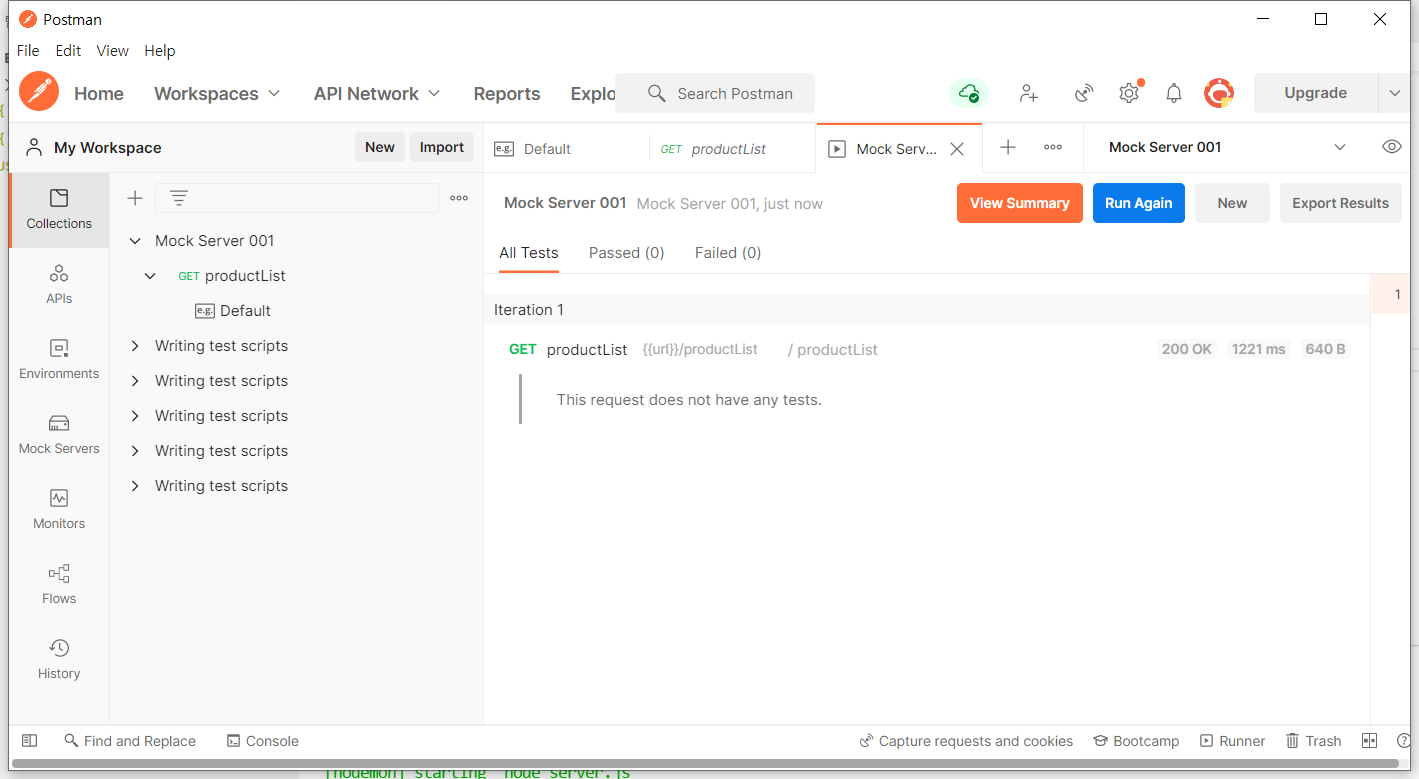 Postman
File Edit View Help
Home Workspaces API Network Reports Explo Search Postman Upgrade
My Workspace New Import
e.g. Default GET productList Mock Serv... Mock Server 001
Collections
APIs
Environments
Mock Servers
Monitors
Flows
History
Mock Server 001
GET productList
e.g. Default
Writing test scripts
Writing test scripts
Writing test scripts
Writing test scripts
Writing test scripts
Mock Server 001 Mock Server 001, just now View Summary Run Again New Export Results
All Tests Passed (0) Failed (0)
Iteration 1
1
GET productList {{url}}/productList / productList 200 OK 1221 ms 640 B
This request does not have any tests.
Find and Replace Console Capture requests and cookies Bootcamp Runner Trash
[nodemon] starting `node server.js`